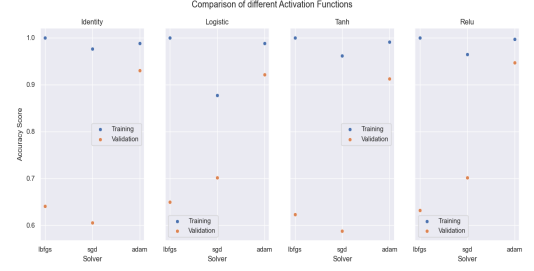 Comparison of different Activation Functions
Identity
Logistic
Tanh
Relu
Accuracy Score
1.0
0.9
0.8
0.7
0.6
Training
Validation
Training
Validation
Training
Validation
Training
Validation
lbfgs sgd adam
lbfgs sgd adam
lbfgs sgd adam
lbfgs sgd adam
Solver
Solver
Solver
Solver